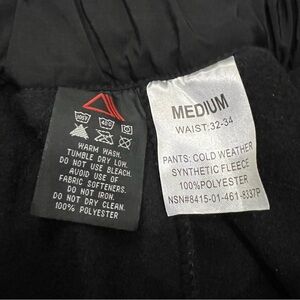 WARM WASH.
TUMBLE DRY LOW.
DO NOT USE BLEACH.
AVOID USE OF
FABRIC SOFTENERS.
DO NOT IRON.
DO NOT DRY CLEAN.
100% POLYESTER
MEDIUM
WAIST:32-34
PANTS: COLD WEATHER
SYNTHETIC FLEECE
100%POLYESTER
NSN#8415-01-461-8337P